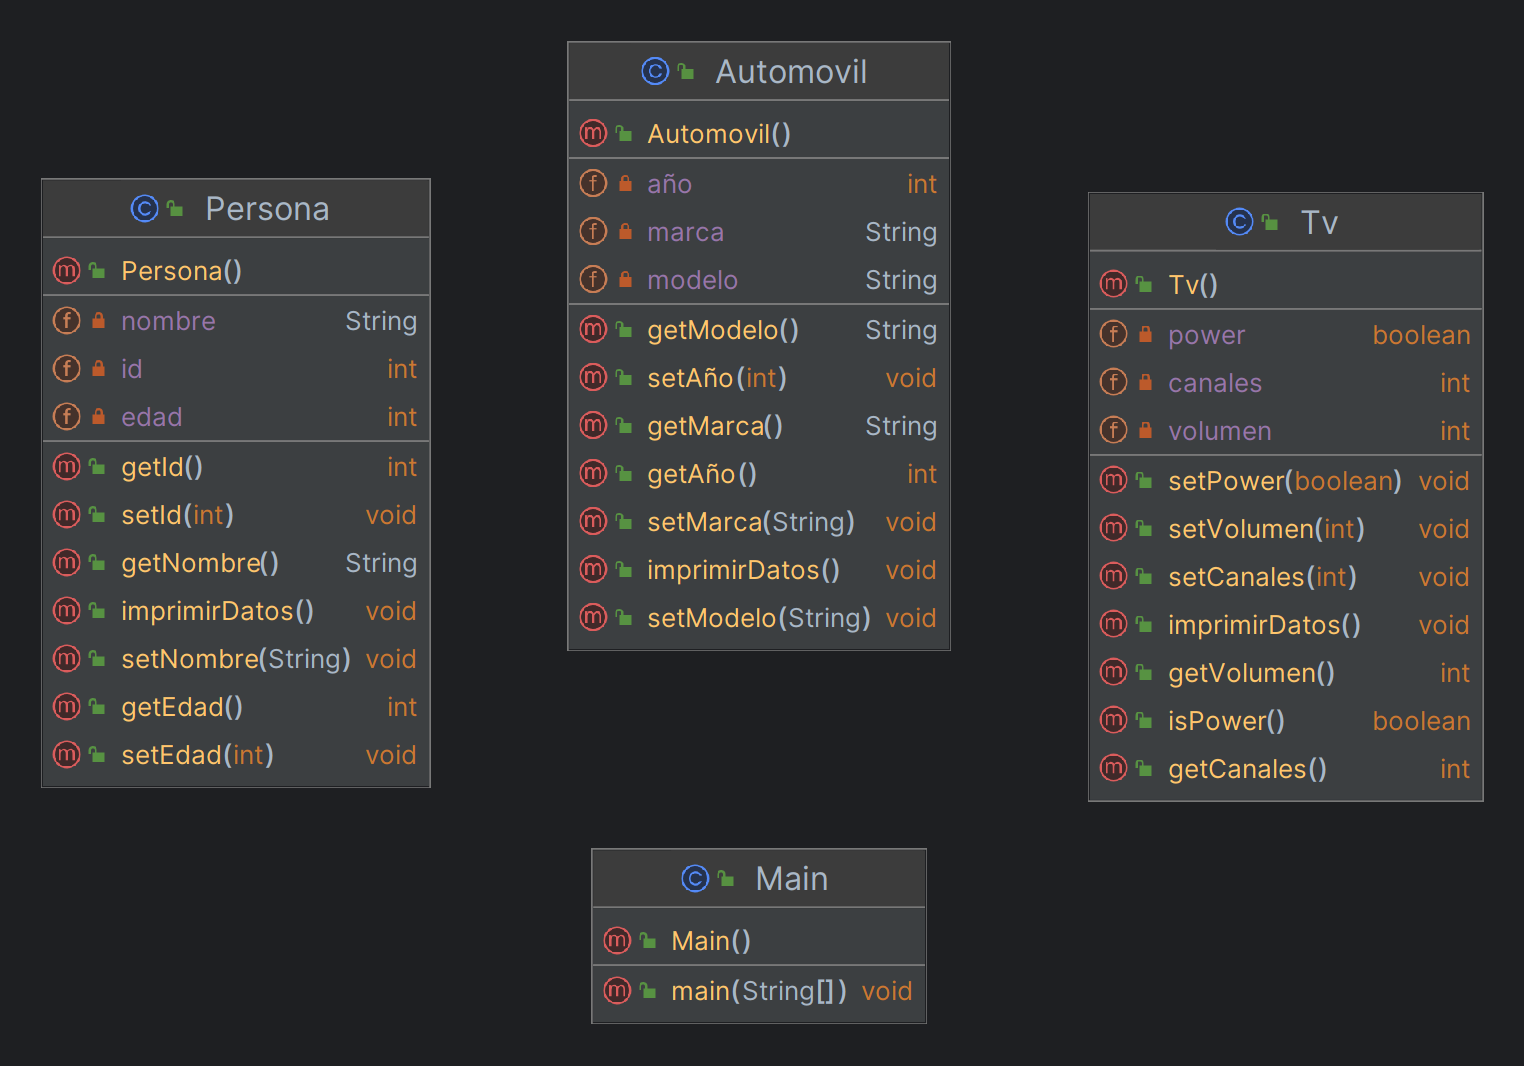 Persona
Persona()
nombre String
id int
edad int
getId() int
setId(int) void
getNombre() String
imprimirDatos() void
setNombre(String) void
getEdad() int
setEdad(int) void
Automovil
Automovil()
año int
marca String
modelo String
getModelo() String
setAño(int) void
getMarca() String
getAño() int
setMarca(String) void
imprimirDatos() void
setModelo(String) void
Tv
Tv()
power boolean
canales int
volumen int
setPower(boolean) void
setVolumen(int) void
setCanales(int) void
imprimirDatos() void
getVolumen() int
isPower() boolean
getCanales() int
Main
Main()
main(String[]) void